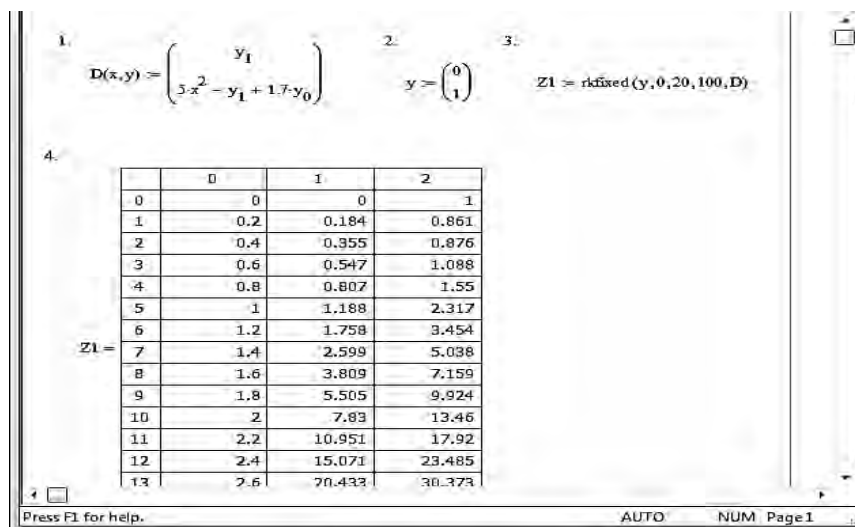 1. 2. 3.
D(x,y) := ( y₁ ; 5·x² − y₁ + 1.7·y₀ )
y := ( 0 ; 1 )
Z1 := rkfixed(y,0,20,100,D)
4.
Z1 =
0 1 2
0 0 0 1
1 0.2 0.184 0.861
2 0.4 0.355 0.876
3 0.6 0.547 1.088
4 0.8 0.807 1.55
5 1 1.188 2.317
6 1.2 1.758 3.454
7 1.4 2.599 5.038
8 1.6 3.809 7.159
9 1.8 5.505 9.924
10 2 7.83 13.46
11 2.2 10.951 17.92
12 2.4 15.071 23.485
13 2.6 20.433 30.373
Press F1 for help. AUTO NUM Page 1